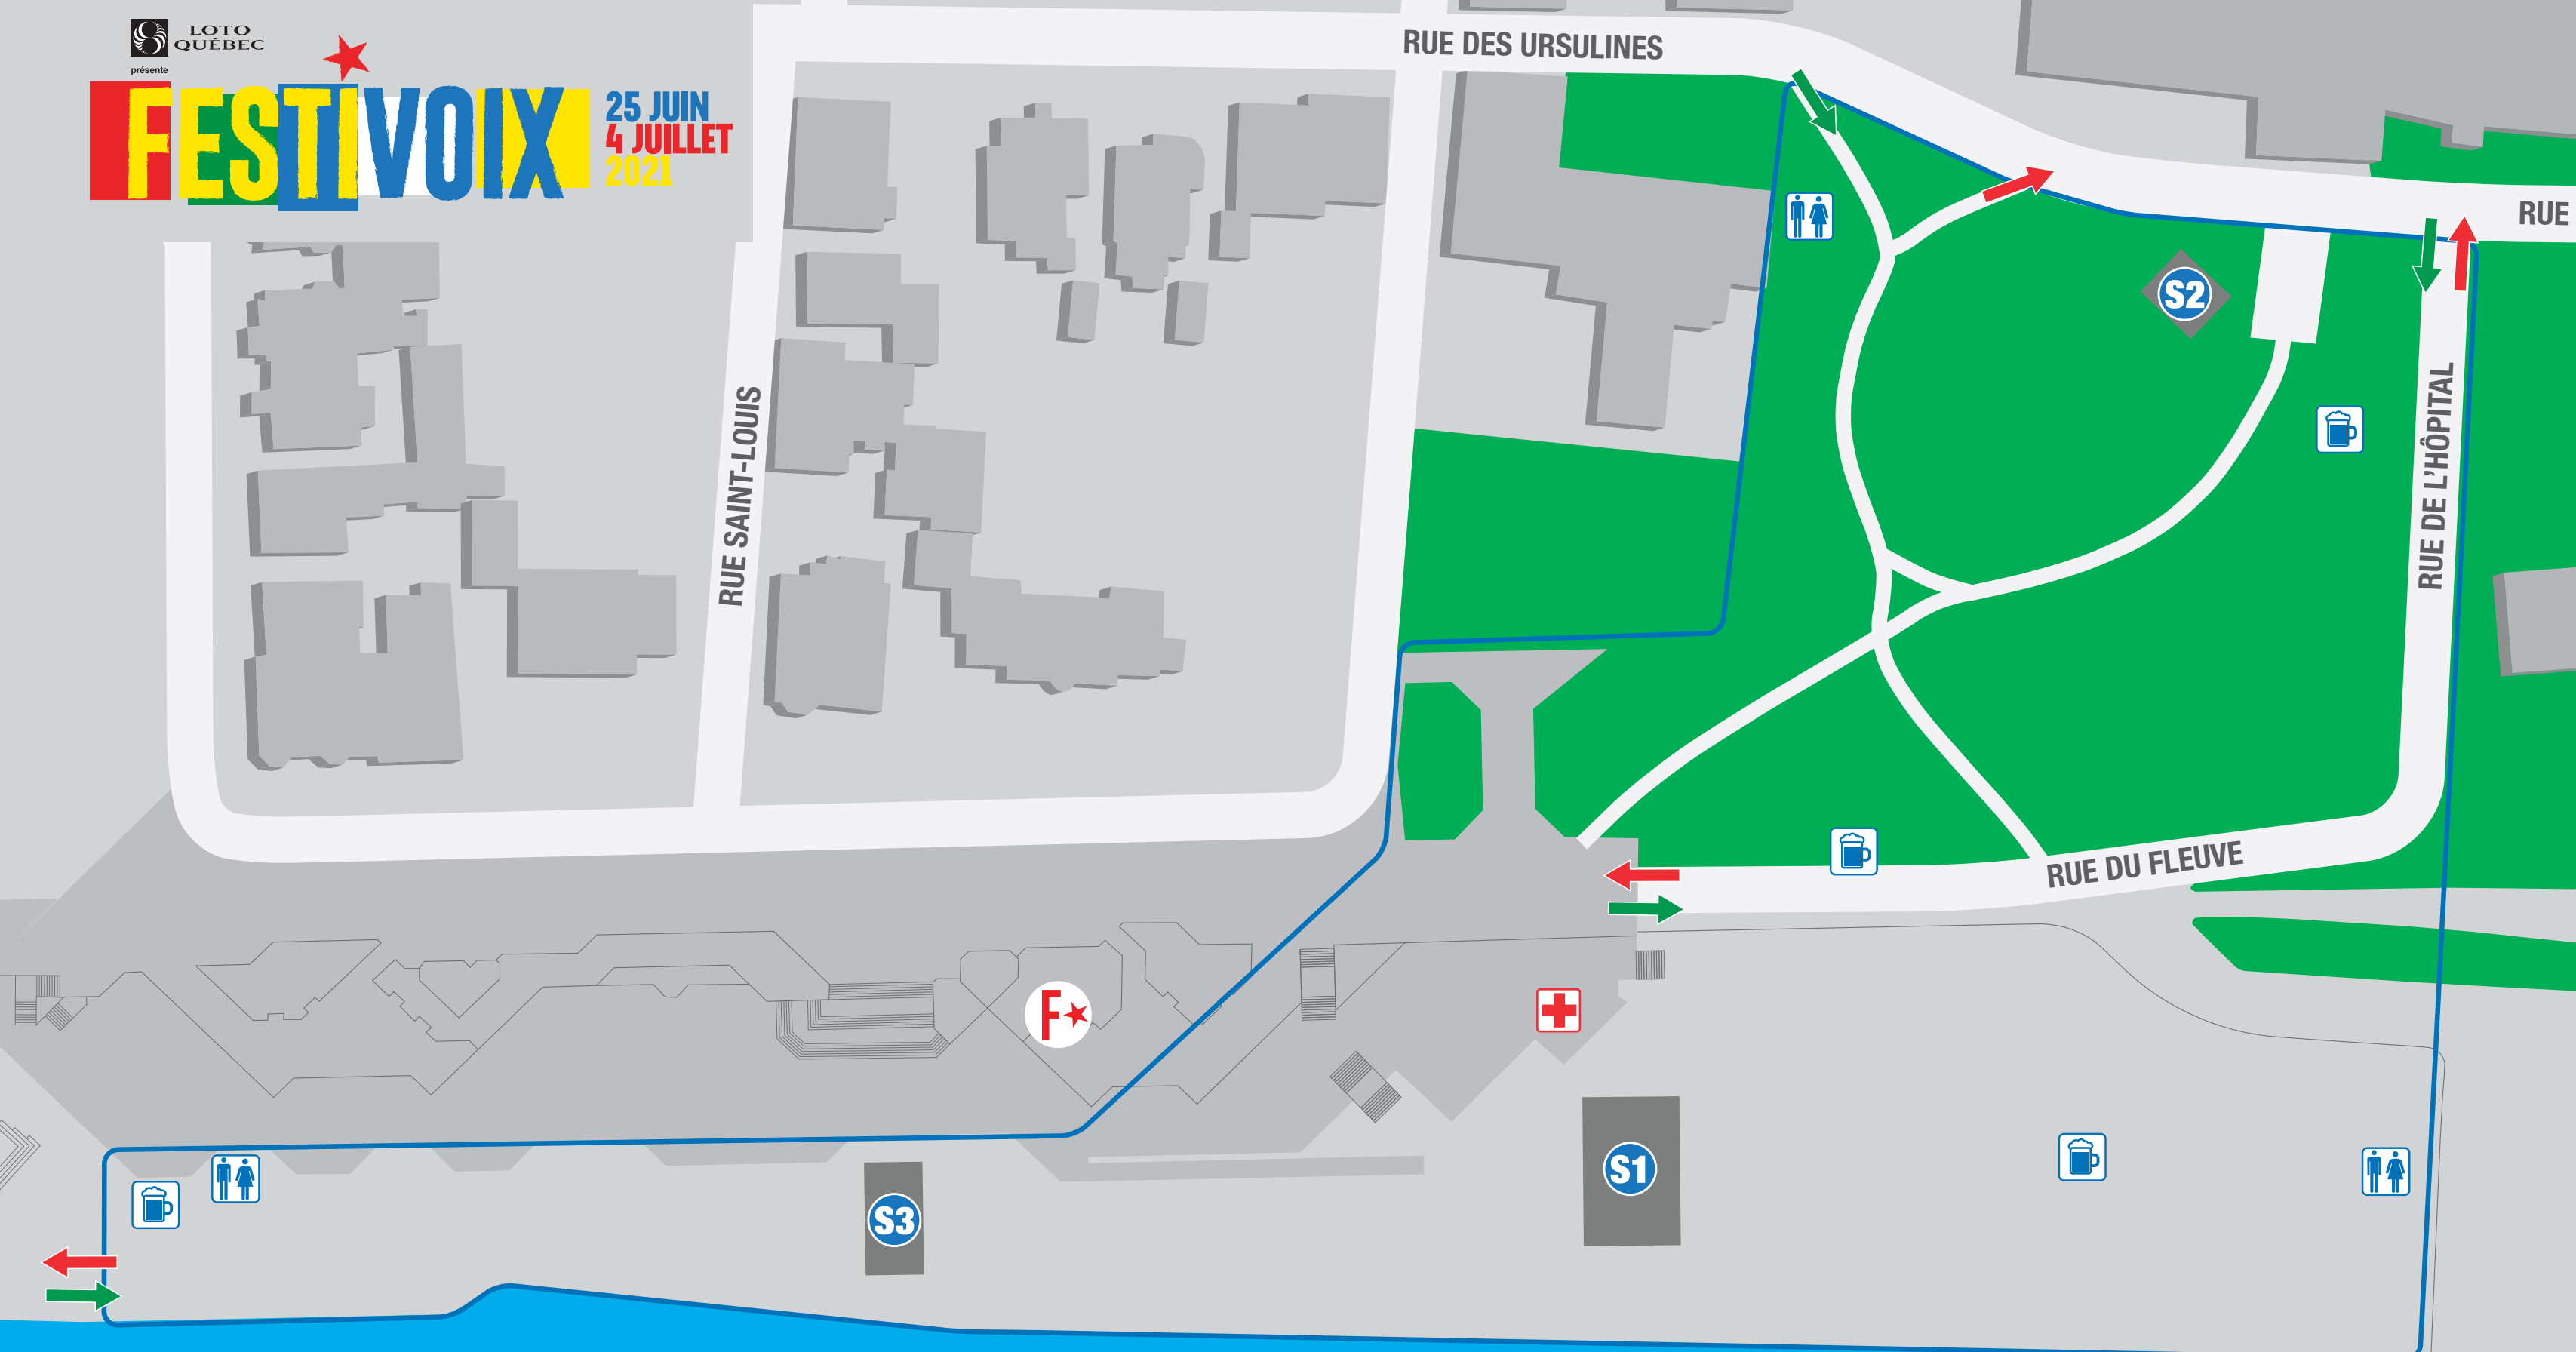 LOTO
QUÉBEC
présente
FESTIVOIX
25 JUIN
4 JUILLET
2021
RUE DES URSULINES
RUE
S2
RUE SAINT-LOUIS
RUE DE L'HÔPITAL
RUE DU FLEUVE
F
S1
S3